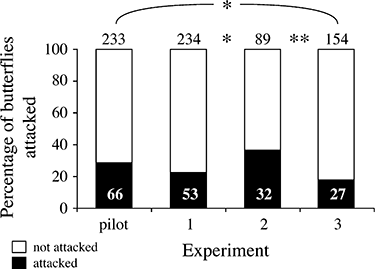 *
233 234 * 89 ** 154
100
80
60
40
20
0
Percentage of butterflies
attacked
66 53 32 27
pilot 1 2 3
Experiment
not attacked
attacked